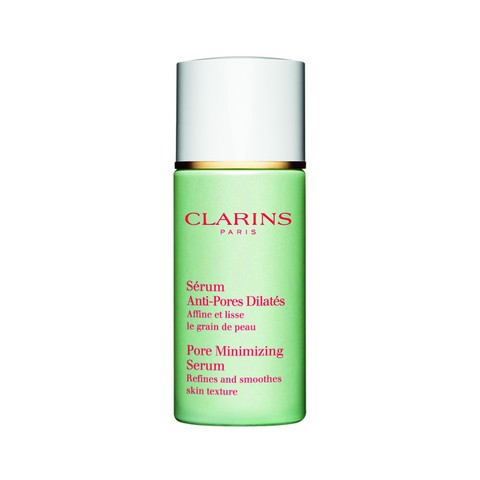 CLARINS
PARIS
Sérum
Anti-Pores Dilatés
Affine et lisse
le grain de peau
Pore Minimizing
Serum
Refines and smoothes
skin texture